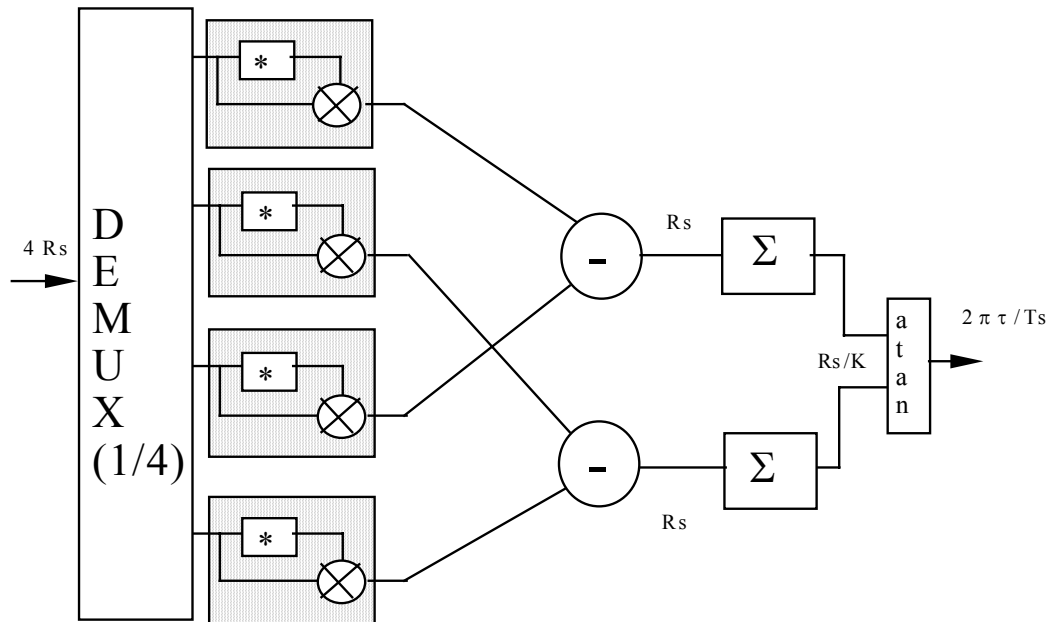 4 Rs
D
E
M
U
X
(1/4)
*
*
*
*
-
-
Rs
Rs
Σ
Σ
Rs/K
a
t
a
n
2 π τ / Ts